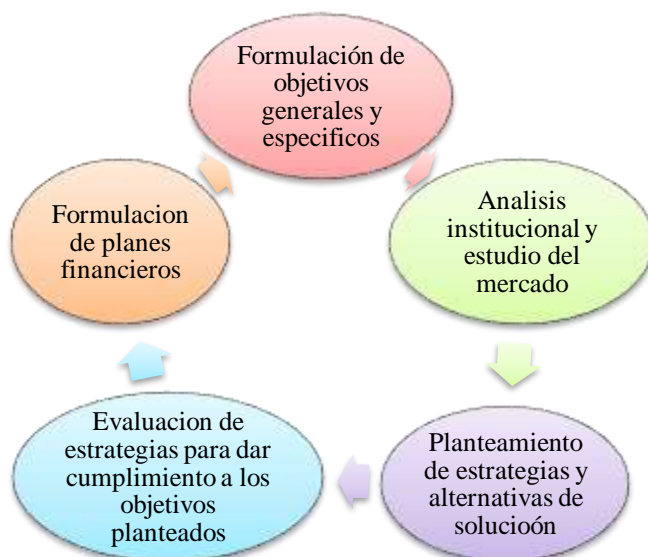 Formulación de
objetivos
generales y
especificos
Analisis
institucional y
estudio del
mercado
Planteamiento
de estrategias y
alternativas de
solucioón
Evaluacion de
estrategias para dar
cumplimiento a los
objetivos
planteados
Formulacion
de planes
financieros